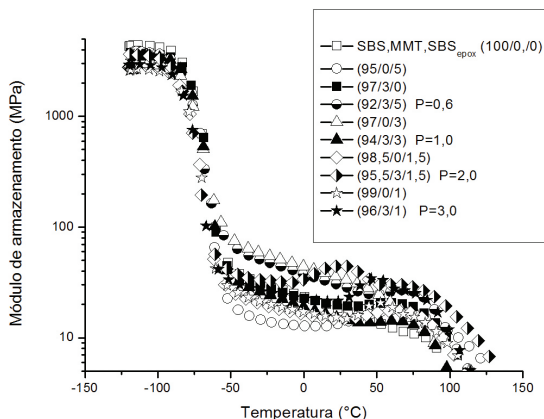 SBS,MMT,SBSepox (100/0,/0)
(95/0/5)
(97/3/0)
(92/3/5) P=0,6
(97/0/3)
(94/3/3) P=1,0
(98,5/0/1,5)
(95,5/3/1,5) P=2,0
(99/0/1)
(96/3/1) P=3,0
Módulo de armazenamento (MPa)
1000
100
10
-150
-100
-50
0
50
100
150
Temperatura (°C)